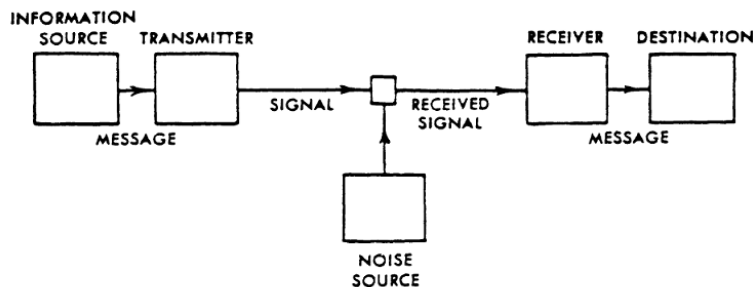 INFORMATION
SOURCE
TRANSMITTER
RECEIVER
DESTINATION
SIGNAL
RECEIVED
SIGNAL
MESSAGE
MESSAGE
NOISE
SOURCE